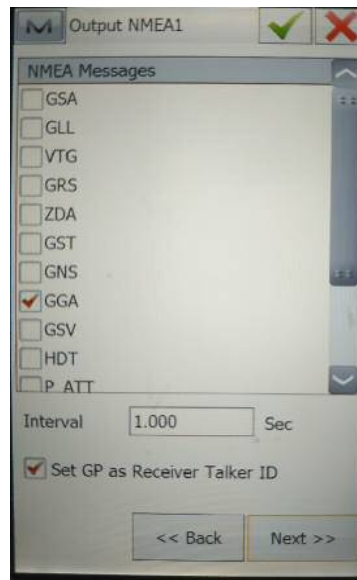 Output NMEA1
NMEA Messages
GSA
GLL
VTG
GRS
ZDA
GST
GNS
GGA
GSV
HDT
P_ATT
Interval 1.000 Sec
Set GP as Receiver Talker ID
<< Back Next >>